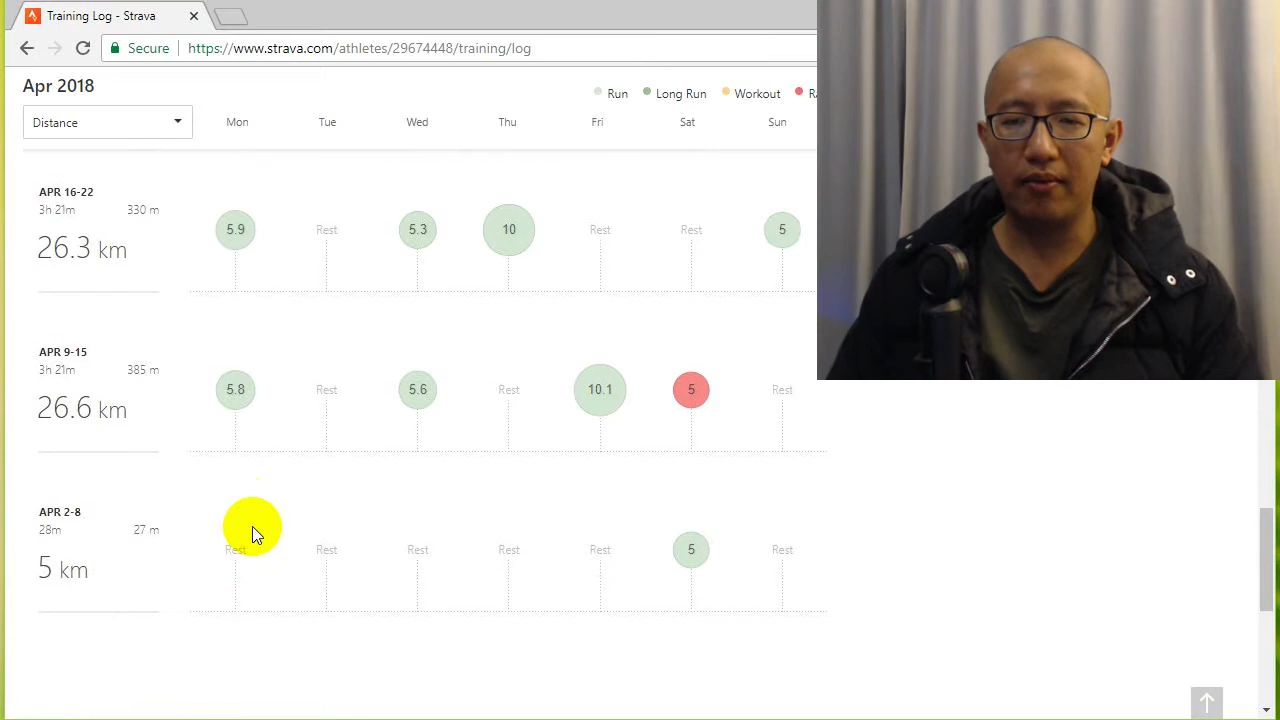 Training Log - Strava
Secure https://www.strava.com/athletes/29674448/training/log
Apr 2018
Run Long Run Workout
Distance Mon Tue Wed Thu Fri Sat Sun
APR 16-22
3h 21m 330 m
26.3 km
5.9 Rest 5.3 10 Rest Rest 5
APR 9-15
3h 21m 385 m
26.6 km
5.8 Rest 5.6 Rest 10.1 5 Rest
APR 2-8
28m 27 m
5 km
Rest Rest Rest Rest Rest 5 Rest